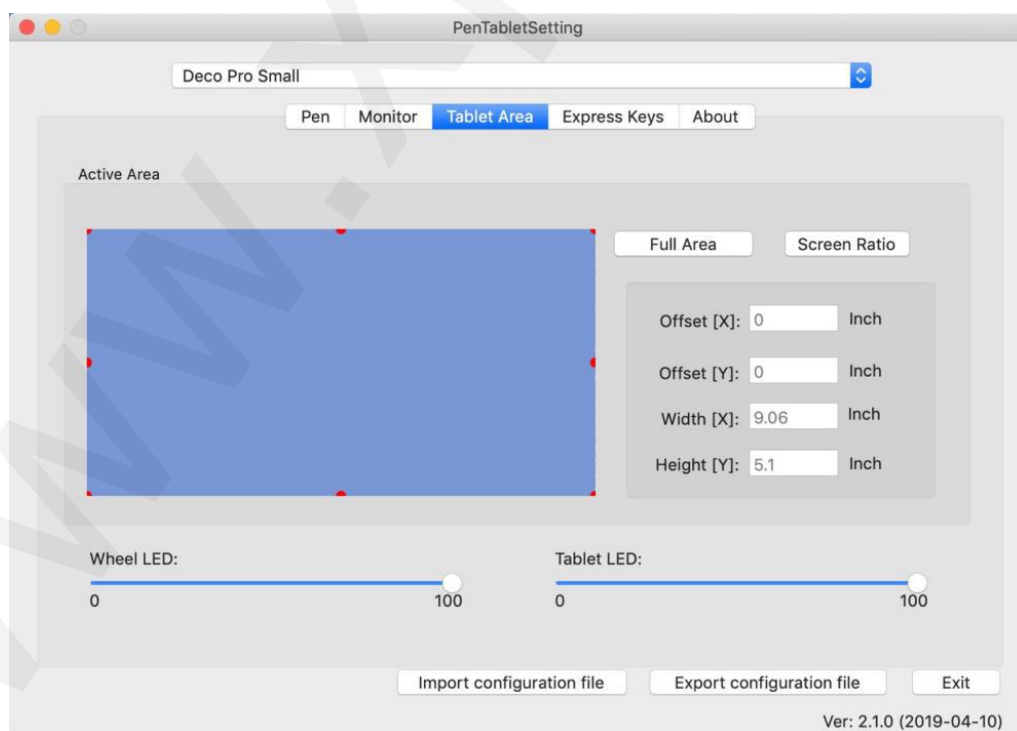 PenTabletSetting
Deco Pro Small
Pen Monitor Tablet Area Express Keys About
Active Area
Full Area Screen Ratio
Offset [X]: 0 Inch
Offset [Y]: 0 Inch
Width [X]: 9.06 Inch
Height [Y]: 5.1 Inch
Wheel LED: Tablet LED:
0 100 0 100
Import configuration file Export configuration file Exit
Ver: 2.1.0 (2019-04-10)